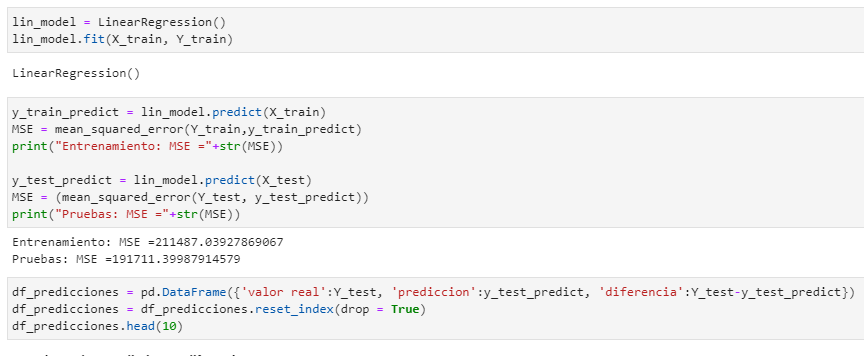 lin_model = LinearRegression()
lin_model.fit(X_train, Y_train)
LinearRegression()
y_train_predict = lin_model.predict(X_train)
MSE = mean_squared_error(Y_train,y_train_predict)
print("Entrenamiento: MSE ="+str(MSE))
y_test_predict = lin_model.predict(X_test)
MSE = (mean_squared_error(Y_test, y_test_predict))
print("Pruebas: MSE ="+str(MSE))
Entrenamiento: MSE =211487.03927869067
Pruebas: MSE =191711.39987914579
df_predicciones = pd.DataFrame({'valor real':Y_test, 'prediccion':y_test_predict, 'diferencia':Y_test-y_test_predict})
df_predicciones = df_predicciones.reset_index(drop = True)
df_predicciones.head(10)